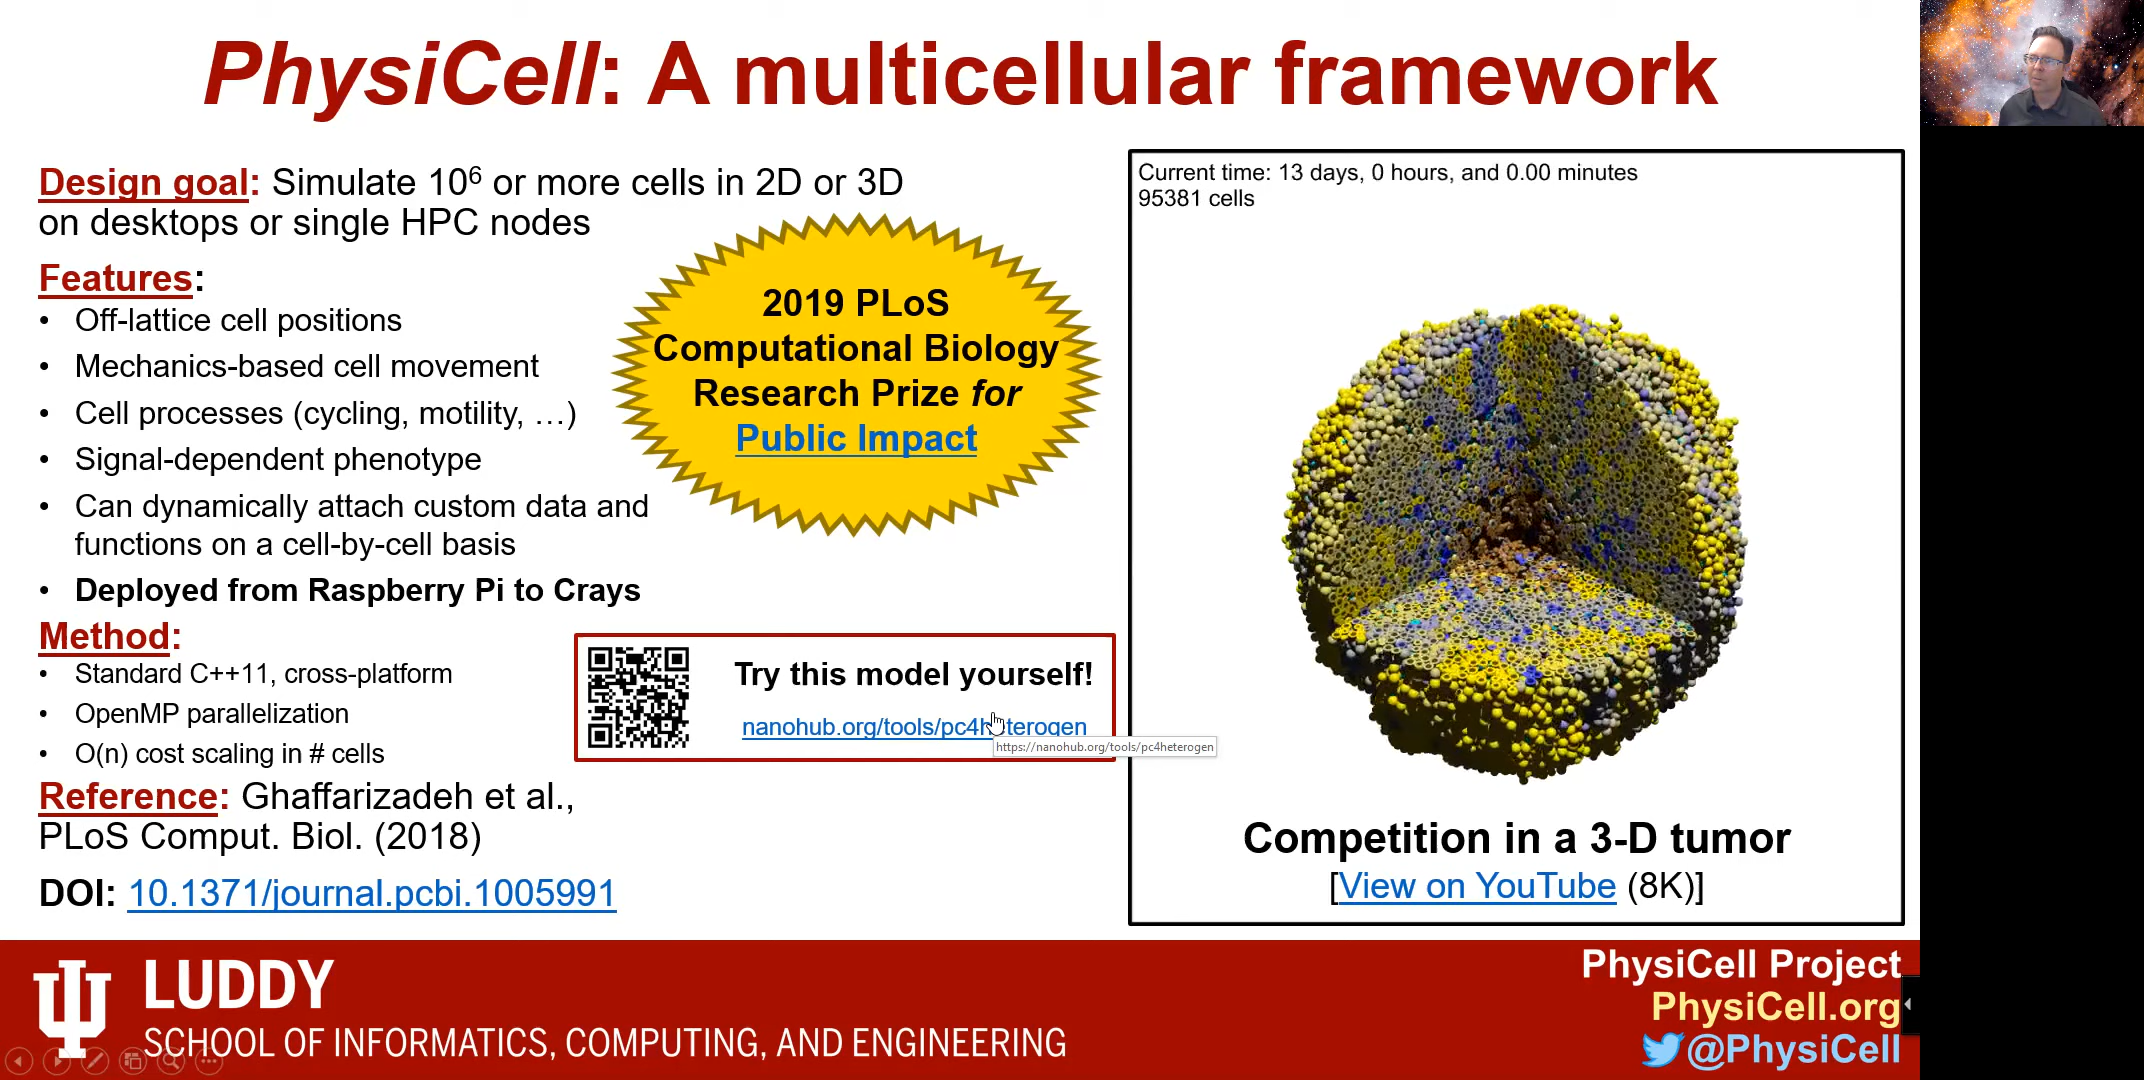 PhysiCell: A multicellular framework
Design goal: Simulate 10⁶ or more cells in 2D or 3D
on desktops or single HPC nodes
Features:
• Off-lattice cell positions
• Mechanics-based cell movement
• Cell processes (cycling, motility, …)
• Signal-dependent phenotype
• Can dynamically attach custom data and
functions on a cell-by-cell basis
• Deployed from Raspberry Pi to Crays
2019 PLoS
Computational Biology
Research Prize for
Public Impact
Method:
• Standard C++11, cross-platform
• OpenMP parallelization
• O(n) cost scaling in # cells
Try this model yourself!
nanohub.org/tools/pc4heterogen
https://nanohub.org/tools/pc4heterogen
Reference: Ghaffarizadeh et al.,
PLoS Comput. Biol. (2018)
DOI: 10.1371/journal.pcbi.1005991
Current time: 13 days, 0 hours, and 0.00 minutes
95381 cells
Competition in a 3-D tumor
[View on YouTube (8K)]
LUDDY
SCHOOL OF INFORMATICS, COMPUTING, AND ENGINEERING
PhysiCell Project
PhysiCell.org
@PhysiCell